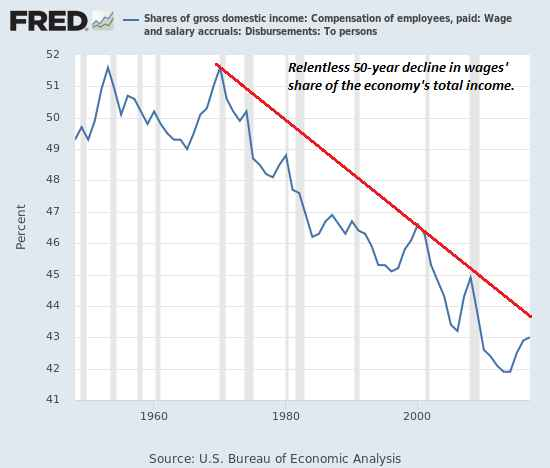 FRED
Shares of gross domestic income: Compensation of employees, paid: Wage
and salary accruals: Disbursements: To persons
Relentless 50-year decline in wages'
share of the economy's total income.
52
51
50
49
48
47
46
45
44
43
42
41
Percent
1960
1980
2000
Source: U.S. Bureau of Economic Analysis